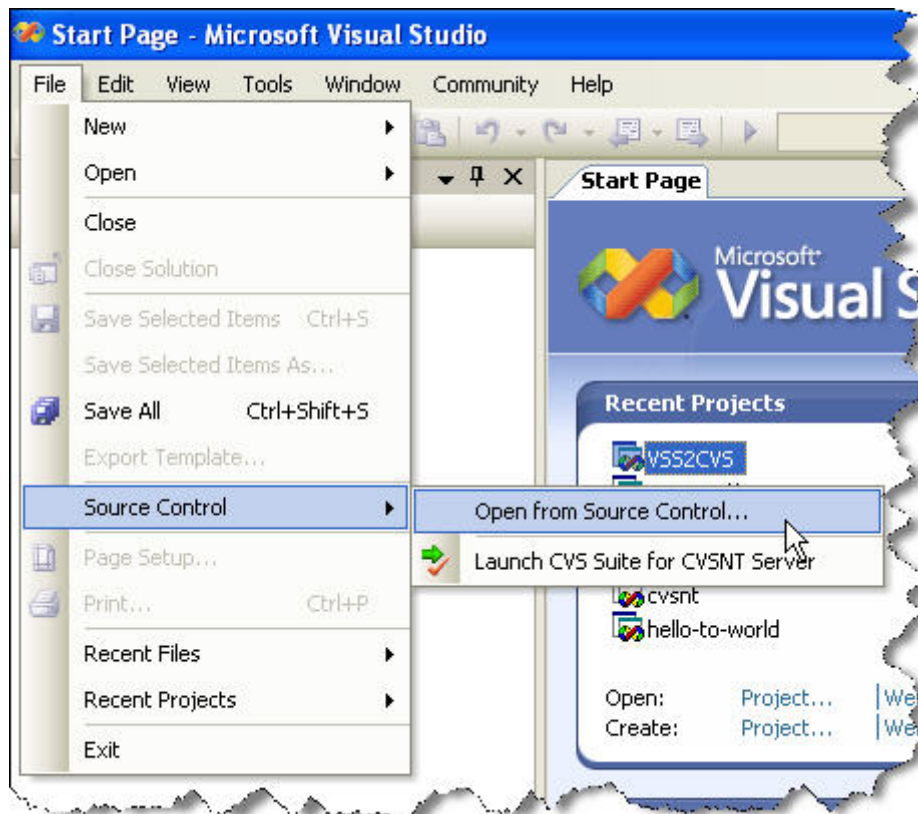 Start Page - Microsoft Visual Studio
File Edit View Tools Window Community Help
New
Open
Close
Close Solution
Save Selected Items Ctrl+S
Save Selected Items As...
Save All Ctrl+Shift+S
Export Template...
Source Control
Page Setup...
Print... Ctrl+P
Recent Files
Recent Projects
Exit
Open from Source Control...
Launch CVS Suite for CVSNT Server
Start Page
Microsoft
Visual S
Recent Projects
VSS2CVS
cvsnt
hello-to-world
Open: Project... We
Create: Project... We